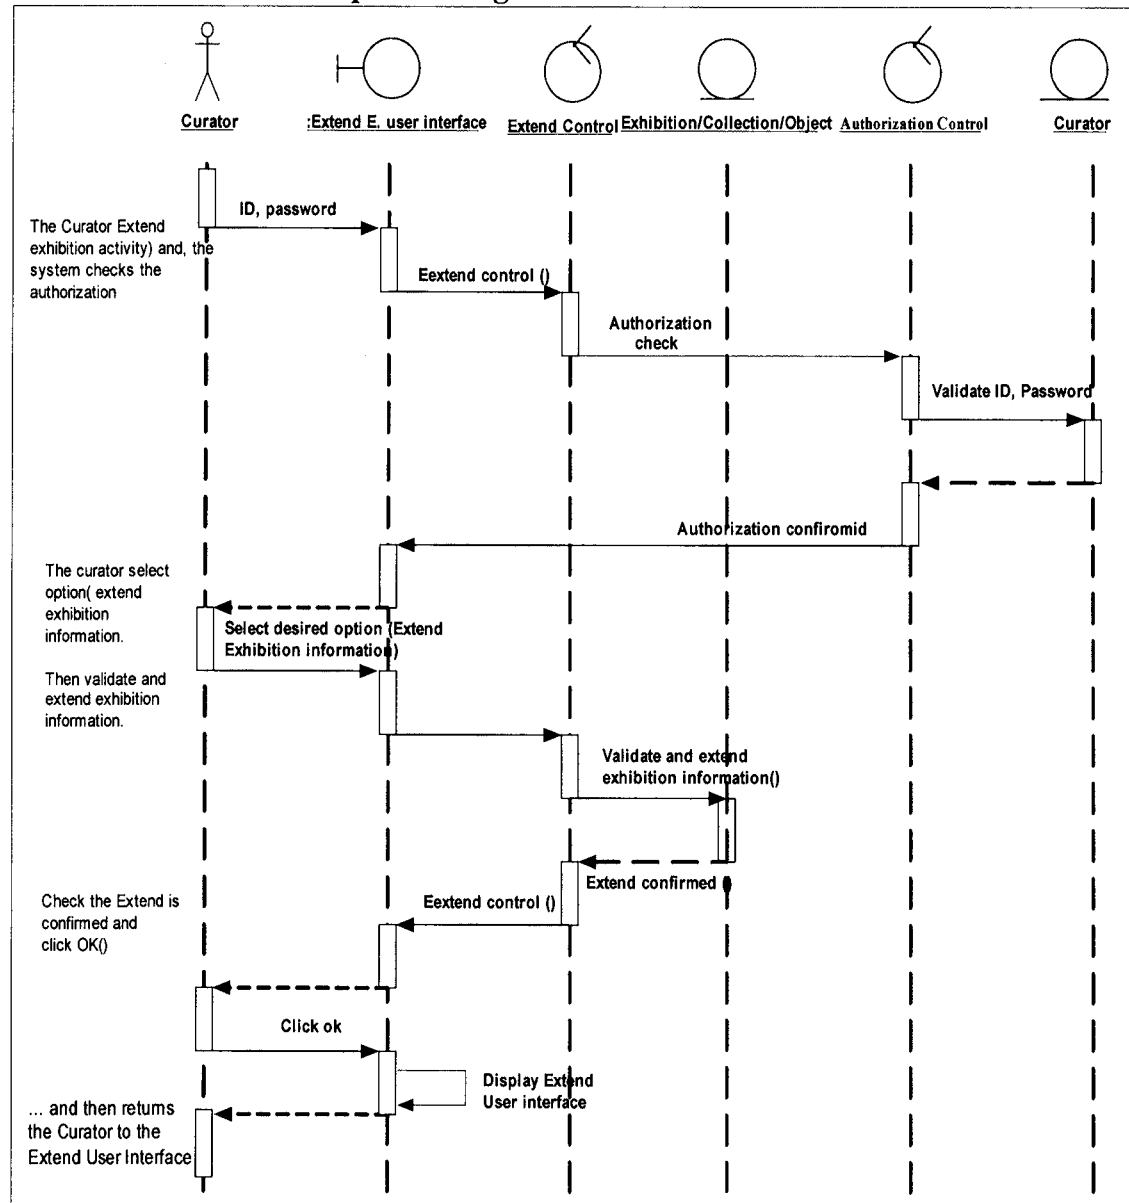 Curator
:Extend E. user interface
Extend Control
Exhibition/Collection/Object
Authorization Control
Curator
ID, password
The Curator Extend
exhibition activity) and, the
system checks the
authorization
Eextend control ()
Authorization
check
Validate ID, Password
Authorization confiromid
The curator select
option( extend
exhibition
information.
Select desired option (Extend
Exhibition information)
Then validate and
extend exhibition
information.
Validate and extend
exhibition information()
Extend confirmed ()
Eextend control ()
Check the Extend is
confirmed and
click OK()
Click ok
Display Extend
User interface
... and then returns
the Curator to the
Extend User Interface